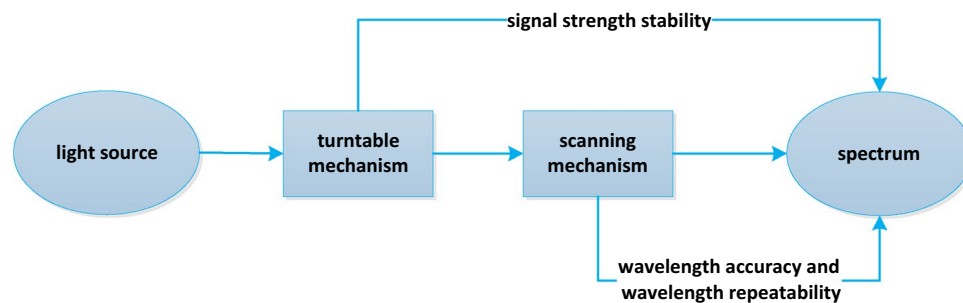 signal strength stability
light source
turntable
mechanism
scanning
mechanism
spectrum
wavelength accuracy and
wavelength repeatability